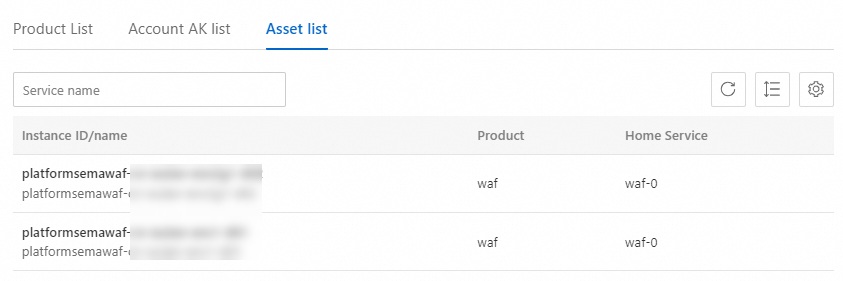 Product List Account AK list Asset list
Service name
Instance ID/name Product Home Service
platformsemawaf-
platformsemawaf-
waf waf-0
platformsemawaf-
platformsemawaf-
waf waf-0